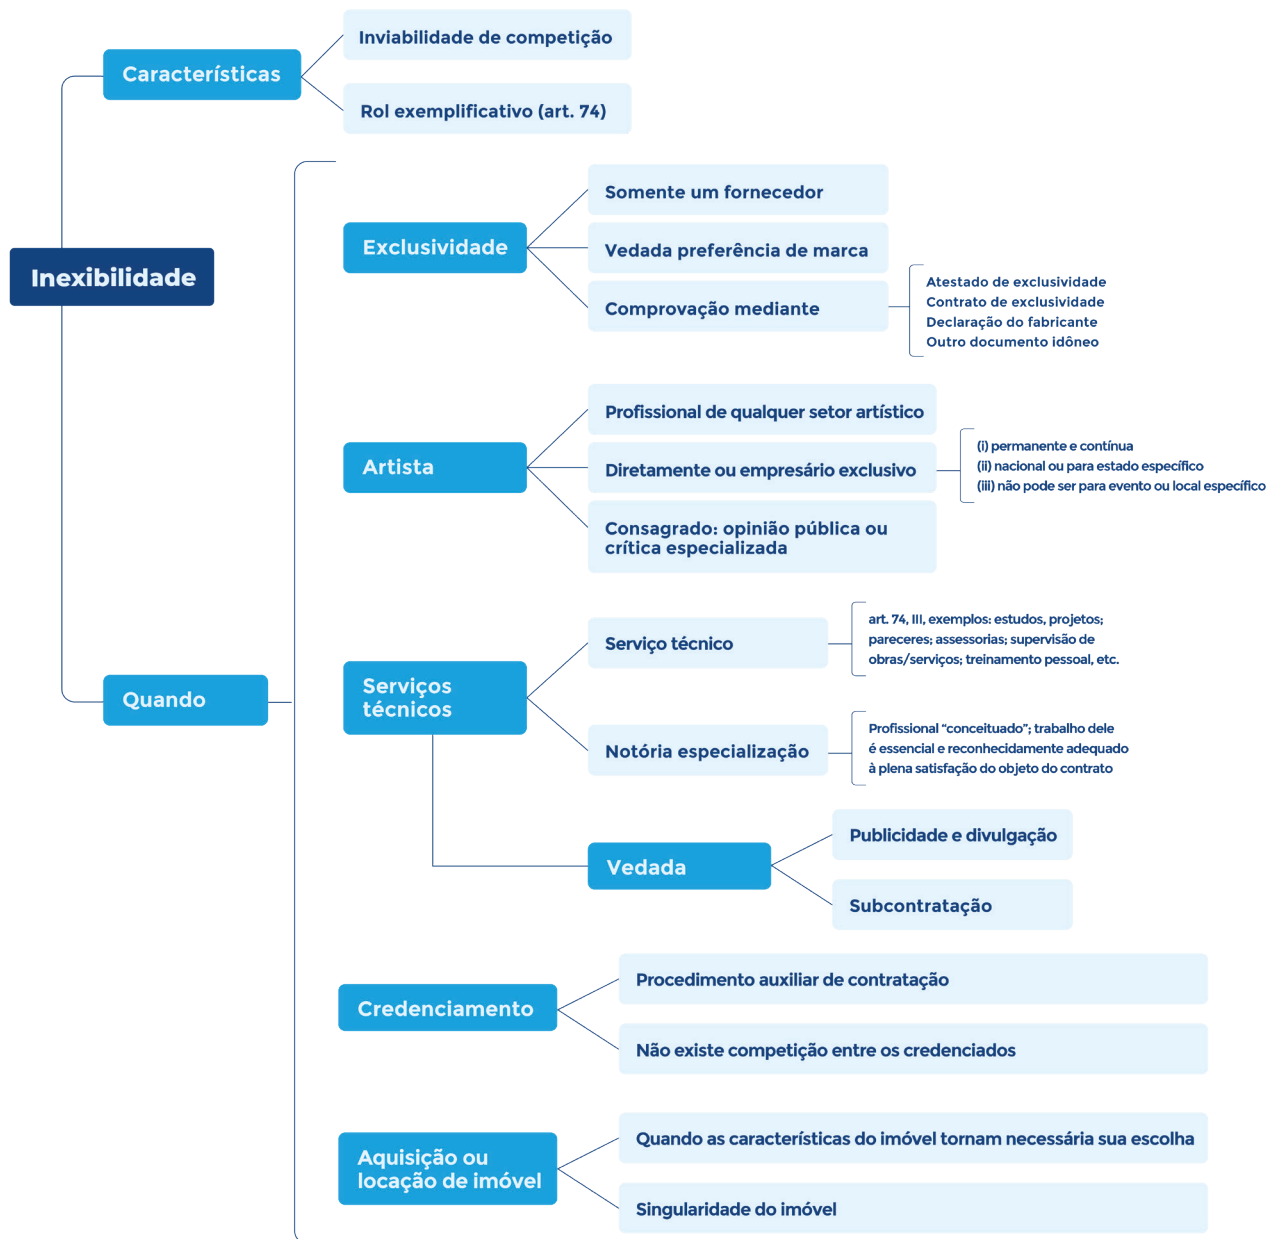 Inexibilidade
Características
Inviabilidade de competição
Rol exemplificativo (art. 74)
Quando
Exclusividade
Somente um fornecedor
Vedada preferência de marca
Comprovação mediante
Atestado de exclusividade
Contrato de exclusividade
Declaração do fabricante
Outro documento idôneo
Artista
Profissional de qualquer setor artístico
Diretamente ou empresário exclusivo
(i) permanente e contínua
(ii) nacional ou para estado específico
(iii) não pode ser para evento ou local específico
Consagrado: opinião pública ou
crítica especializada
Serviços
técnicos
Serviço técnico
art. 74, III, exemplos: estudos, projetos;
pareceres; assessorias; supervisão de
obras/serviços; treinamento pessoal, etc.
Notória especialização
Profissional “conceituado”; trabalho dele
é essencial e reconhecidamente adequado
à plena satisfação do objeto do contrato
Vedada
Publicidade e divulgação
Subcontratação
Credenciamento
Procedimento auxiliar de contratação
Não existe competição entre os credenciados
Aquisição ou
locação de imóvel
Quando as características do imóvel tornam necessária sua escolha
Singularidade do imóvel